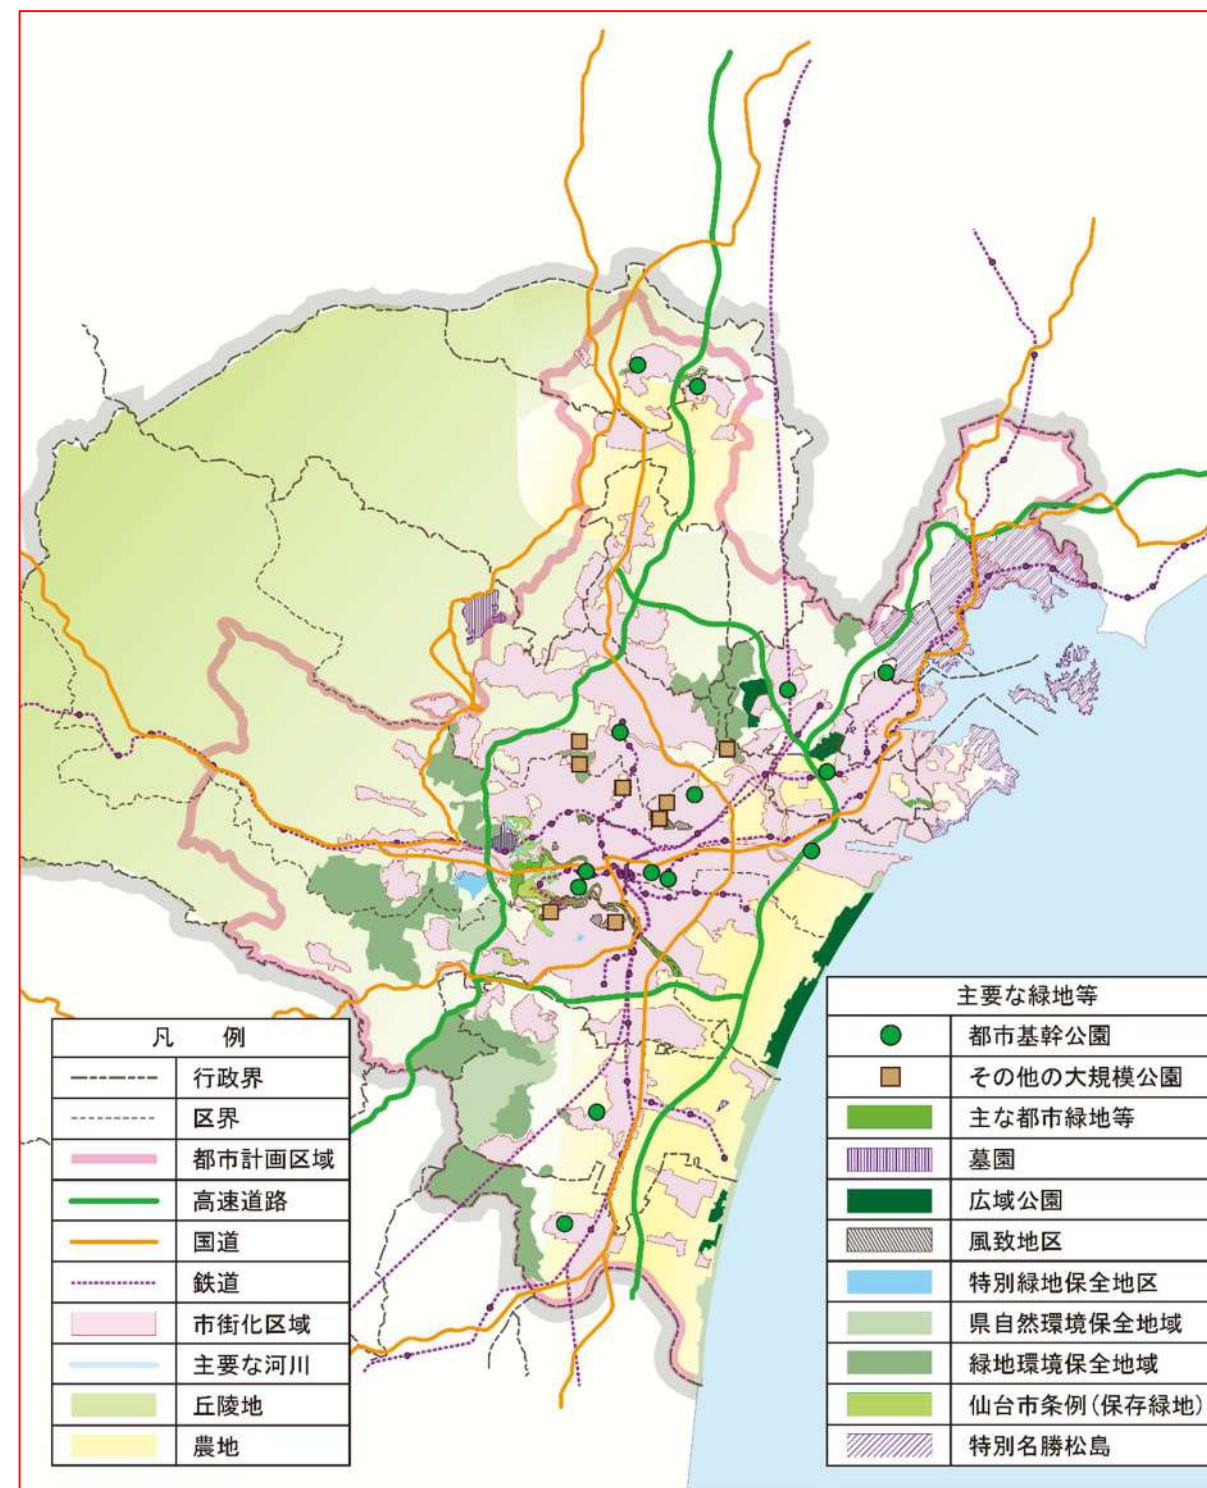 凡 例
行政界
区界
都市計画区域
高速道路
国道
鉄道
市街化区域
主要な河川
丘陵地
農地
主要な緑地等
都市基幹公園
その他の大規模公園
主な都市緑地等
墓園
広域公園
風致地区
特別緑地保全地区
県自然環境保全地域
緑地環境保全地域
仙台市条例(保存緑地)
特別名勝松島